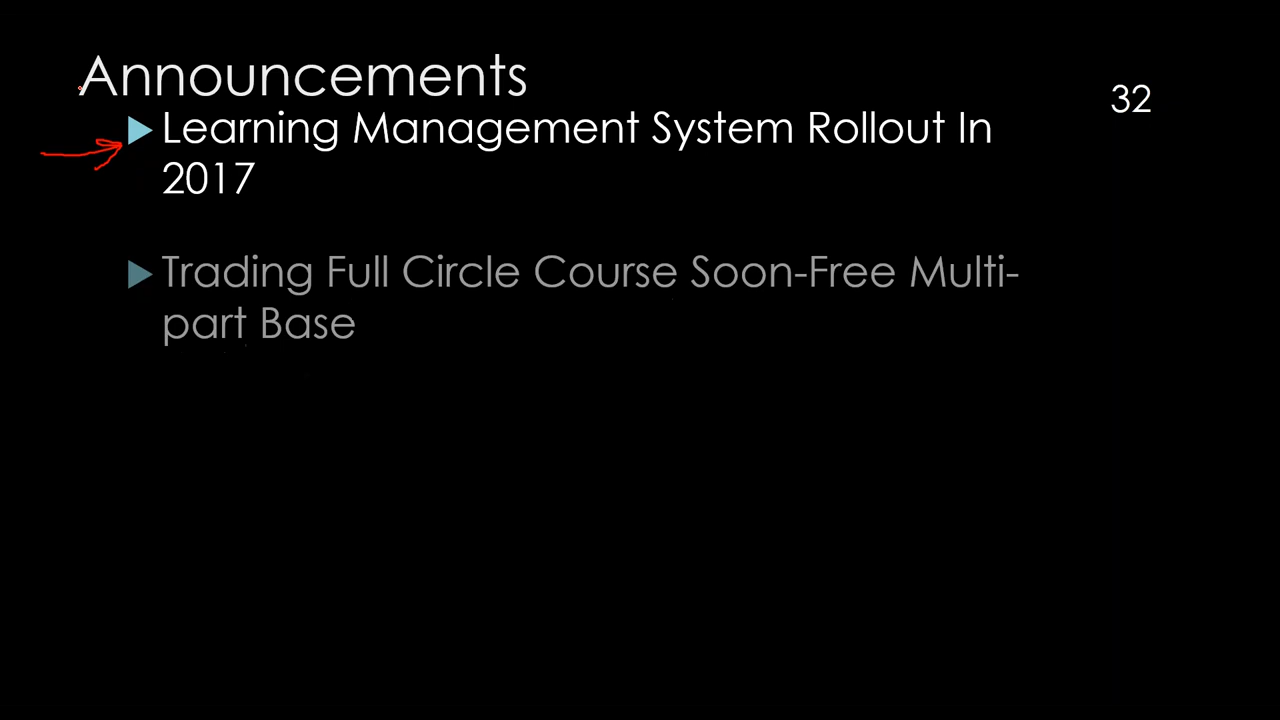 Announcements
32
Learning Management System Rollout In
2017
Trading Full Circle Course Soon-Free Multi-
part Base